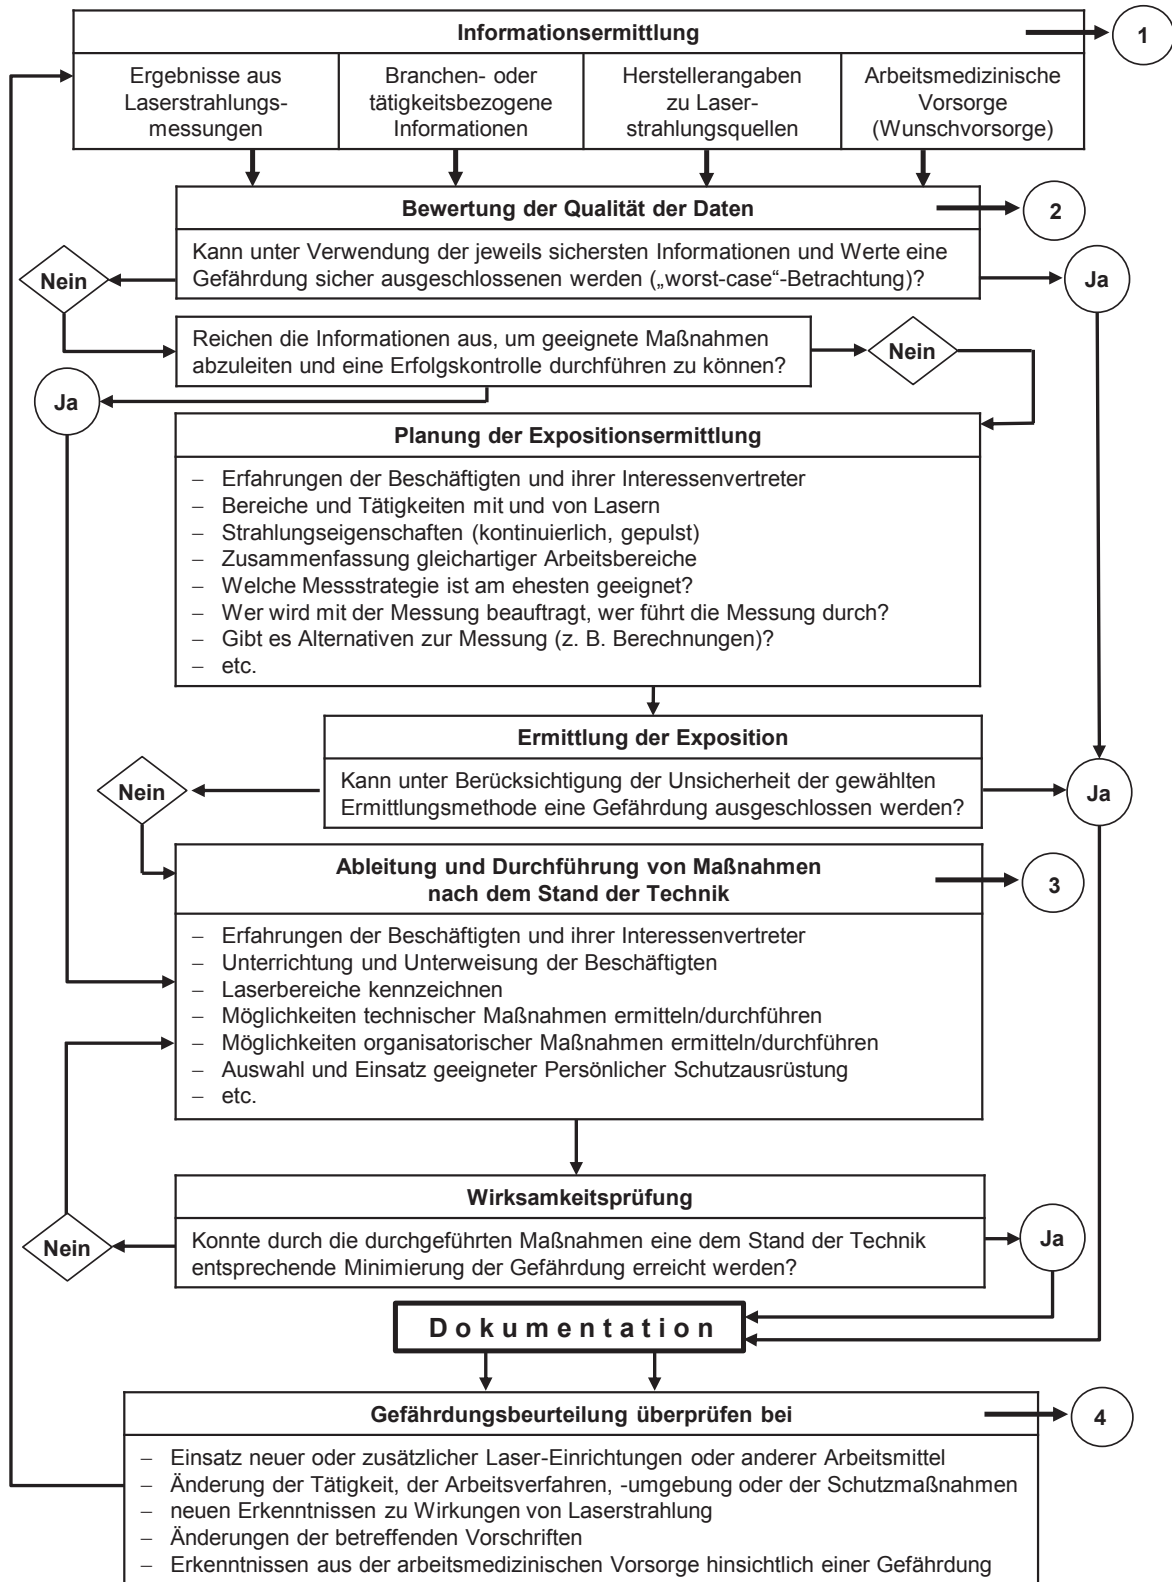 Informationsermittlung
1
Ergebnisse aus
Laserstrahlungs-
messungen
Branchen- oder
tätigkeitsbezogene
Informationen
Herstellerangaben
zu Laser-
strahlungsquellen
Arbeitsmedizinische
Vorsorge
(Wunschvorsorge)
Bewertung der Qualität der Daten
2
Kann unter Verwendung der jeweils sichersten Informationen und Werte eine
Gefährdung sicher ausgeschlossenen werden („worst-case“-Betrachtung)?
Nein
Ja
Reichen die Informationen aus, um geeignete Maßnahmen
abzuleiten und eine Erfolgskontrolle durchführen zu können?
Nein
Ja
Planung der Expositionsermittlung
– Erfahrungen der Beschäftigten und ihrer Interessenvertreter
– Bereiche und Tätigkeiten mit und von Lasern
– Strahlungseigenschaften (kontinuierlich, gepulst)
– Zusammenfassung gleichartiger Arbeitsbereiche
– Welche Messstrategie ist am ehesten geeignet?
– Wer wird mit der Messung beauftragt, wer führt die Messung durch?
– Gibt es Alternativen zur Messung (z. B. Berechnungen)?
– etc.
Ermittlung der Exposition
Kann unter Berücksichtigung der Unsicherheit der gewählten
Ermittlungsmethode eine Gefährdung ausgeschlossen werden?
Nein
Ja
Ableitung und Durchführung von Maßnahmen
nach dem Stand der Technik
3
– Erfahrungen der Beschäftigten und ihrer Interessenvertreter
– Unterrichtung und Unterweisung der Beschäftigten
– Laserbereiche kennzeichnen
– Möglichkeiten technischer Maßnahmen ermitteln/durchführen
– Möglichkeiten organisatorischer Maßnahmen ermitteln/durchführen
– Auswahl und Einsatz geeigneter Persönlicher Schutzausrüstung
– etc.
Wirksamkeitsprüfung
Konnte durch die durchgeführten Maßnahmen eine dem Stand der Technik
entsprechende Minimierung der Gefährdung erreicht werden?
Nein
Ja
Dokumentation
Gefährdungsbeurteilung überprüfen bei
4
– Einsatz neuer oder zusätzlicher Laser-Einrichtungen oder anderer Arbeitsmittel
– Änderung der Tätigkeit, der Arbeitsverfahren, -umgebung oder der Schutzmaßnahmen
– neuen Erkenntnissen zu Wirkungen von Laserstrahlung
– Änderungen der betreffenden Vorschriften
– Erkenntnissen aus der arbeitsmedizinischen Vorsorge hinsichtlich einer Gefährdung